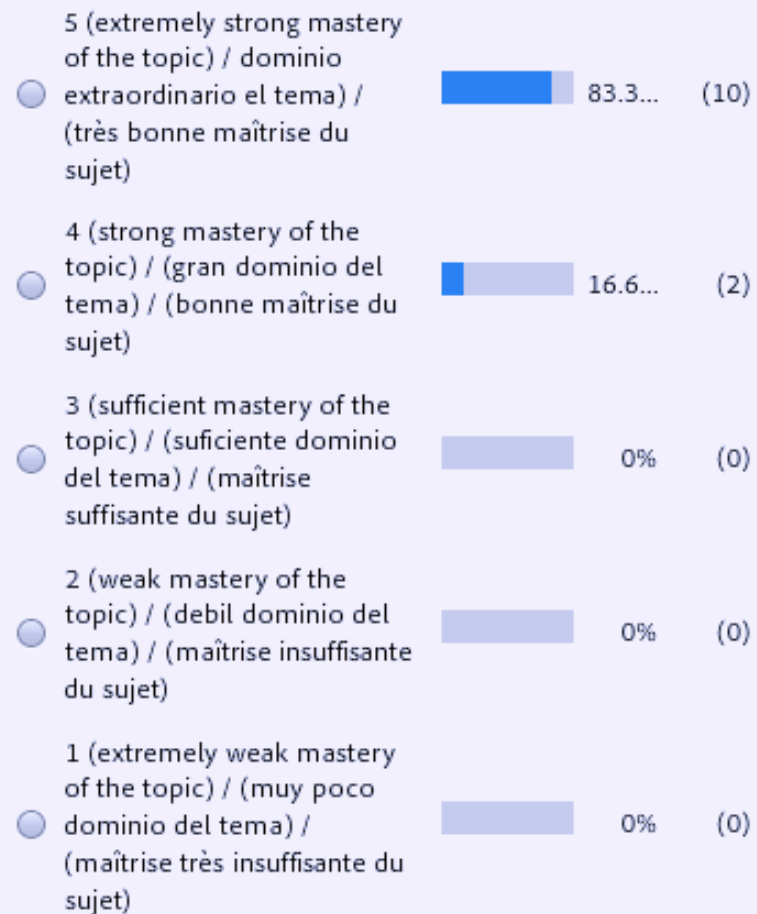 5 (extremely strong mastery
of the topic) / dominio
extraordinario el tema) /
(très bonne maîtrise du
sujet)
83.3... (10)
4 (strong mastery of the
topic) / (gran dominio del
tema) / (bonne maîtrise du
sujet)
16.6... (2)
3 (sufficient mastery of the
topic) / (suficiente dominio
del tema) / (maîtrise
suffisante du sujet)
0% (0)
2 (weak mastery of the
topic) / (debil dominio del
tema) / (maîtrise insuffisante
du sujet)
0% (0)
1 (extremely weak mastery
of the topic) / (muy poco
dominio del tema) /
(maîtrise très insuffisante du
sujet)
0% (0)